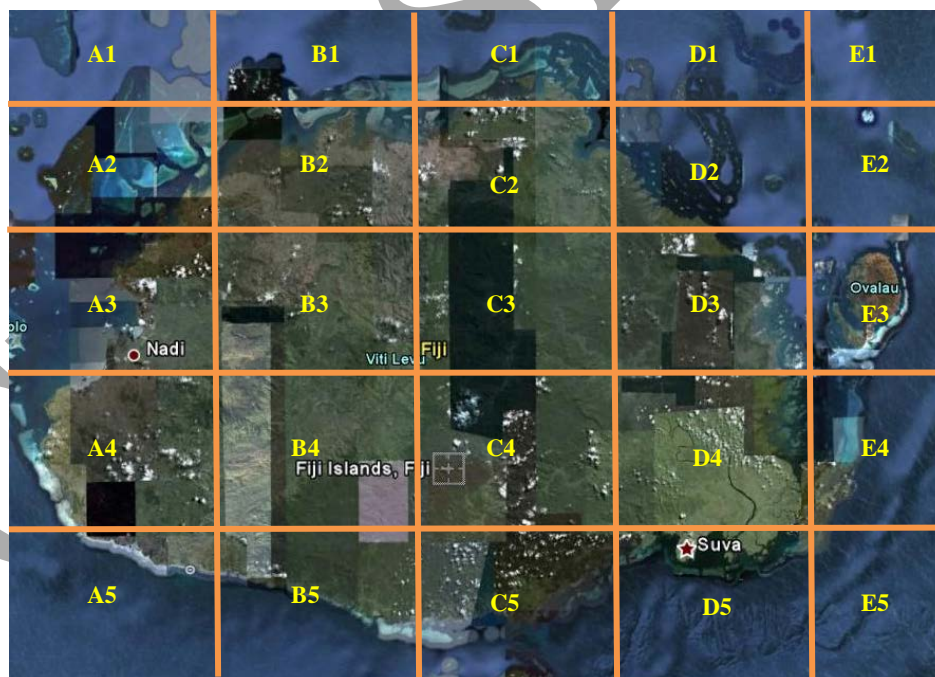 A1 B1 C1 D1 E1
A2 B2 C2 D2 E2
Ovalau
A3 B3 C3 D3 E3
olo
Nadi
Viti Levu Fiji
A4 B4 C4 D4 E4
Fiji Islands, Fiji
Suva
A5 B5 C5 D5 E5